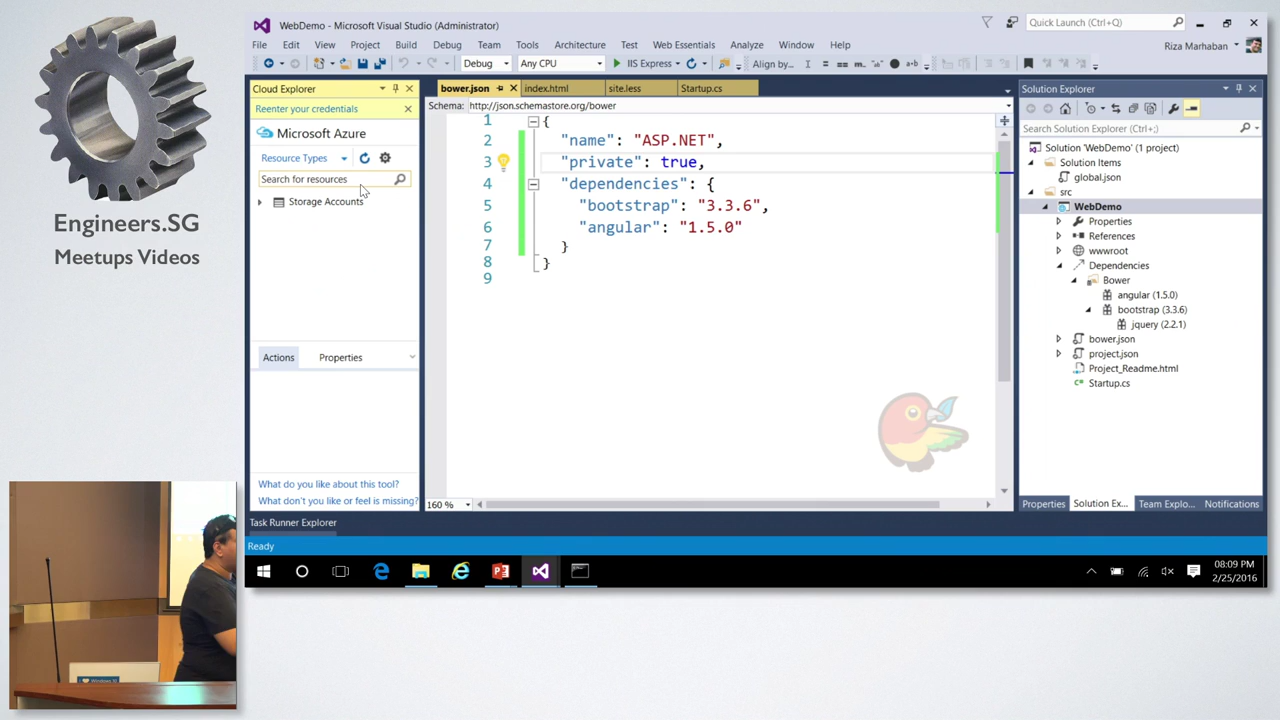 Engineers.SG
Meetups Videos
WebDemo - Microsoft Visual Studio (Administrator)
Quick Launch (Ctrl+Q)
File Edit View Project Build Debug Team Tools Architecture Test Web Essentials Analyze Window Help
Riza Marhaban
Debug Any CPU IIS Express Align by...
Cloud Explorer
Reenter your credentials
Microsoft Azure
Resource Types
Search for resources
Storage Accounts
Actions Properties
What do you like about this tool?
What don't you like or feel is missing?
Task Runner Explorer
Ready
bower.json index.html site.less Startup.cs
Schema: http://json.schemastore.org/bower
1 {
2 "name": "ASP.NET",
3 "private": true,
4 "dependencies": {
5 "bootstrap": "3.3.6",
6 "angular": "1.5.0"
7 }
8 }
9
160 %
Solution Explorer
Search Solution Explorer (Ctrl+;)
Solution 'WebDemo' (1 project)
Solution Items
global.json
src
WebDemo
Properties
References
wwwroot
Dependencies
Bower
angular (1.5.0)
bootstrap (3.3.6)
jquery (2.2.1)
bower.json
project.json
Project_Readme.html
Startup.cs
Properties Solution Ex... Team Explo... Notifications
08:09 PM
2/25/2016